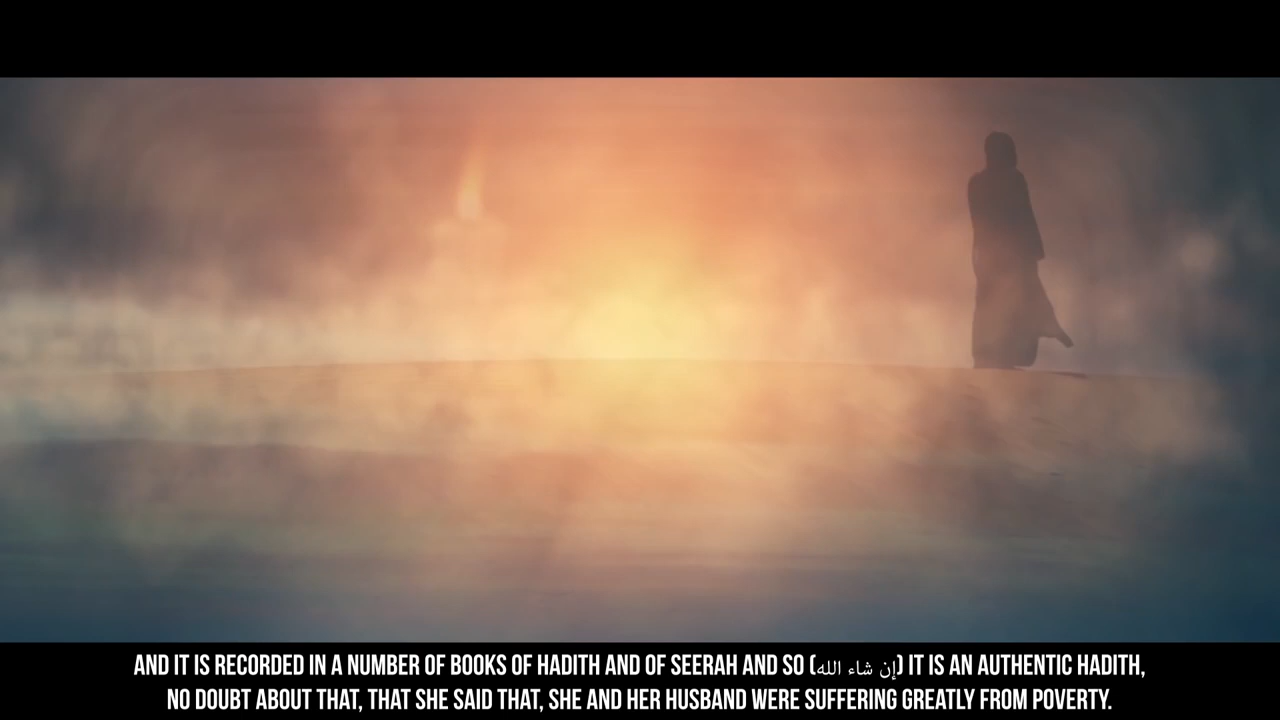 AND IT IS RECORDED IN A NUMBER OF BOOKS OF HADITH AND OF SEERAH AND SO (إن شاء الله) IT IS AN AUTHENTIC HADITH,
NO DOUBT ABOUT THAT, THAT SHE SAID THAT, SHE AND HER HUSBAND WERE SUFFERING GREATLY FROM POVERTY.